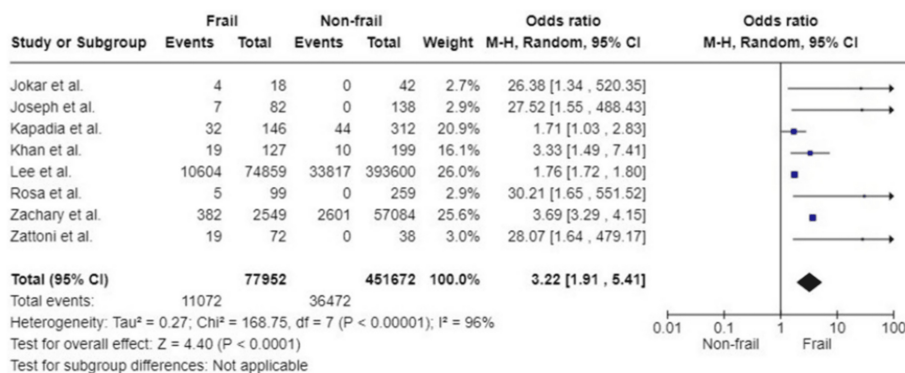 Frail Non-frail Odds ratio Odds ratio
Study or Subgroup Events Total Events Total Weight M-H, Random, 95% CI M-H, Random, 95% CI
Jokar et al. 4 18 0 42 2.7% 26.38 [1.34 , 520.35]
Joseph et al. 7 82 0 138 2.9% 27.52 [1.55 , 488.43]
Kapadia et al. 32 146 44 312 20.9% 1.71 [1.03 , 2.83]
Khan et al. 19 127 10 199 16.1% 3.33 [1.49 , 7.41]
Lee et al. 10604 74859 33817 393600 26.0% 1.76 [1.72 , 1.80]
Rosa et al. 5 99 0 259 2.9% 30.21 [1.65 , 551.52]
Zachary et al. 382 2549 2601 57084 25.6% 3.69 [3.29 , 4.15]
Zattoni et al. 19 72 0 38 3.0% 28.07 [1.64 , 479.17]
Total (95% CI) 77952 451672 100.0% 3.22 [1.91 , 5.41]
Total events: 11072 36472
Heterogeneity: Tau² = 0.27; Chi² = 168.75, df = 7 (P < 0.00001); I² = 96%
Test for overall effect: Z = 4.40 (P < 0.0001)
Test for subgroup differences: Not applicable
0.01 0.1 1 10 100
Non-frail Frail